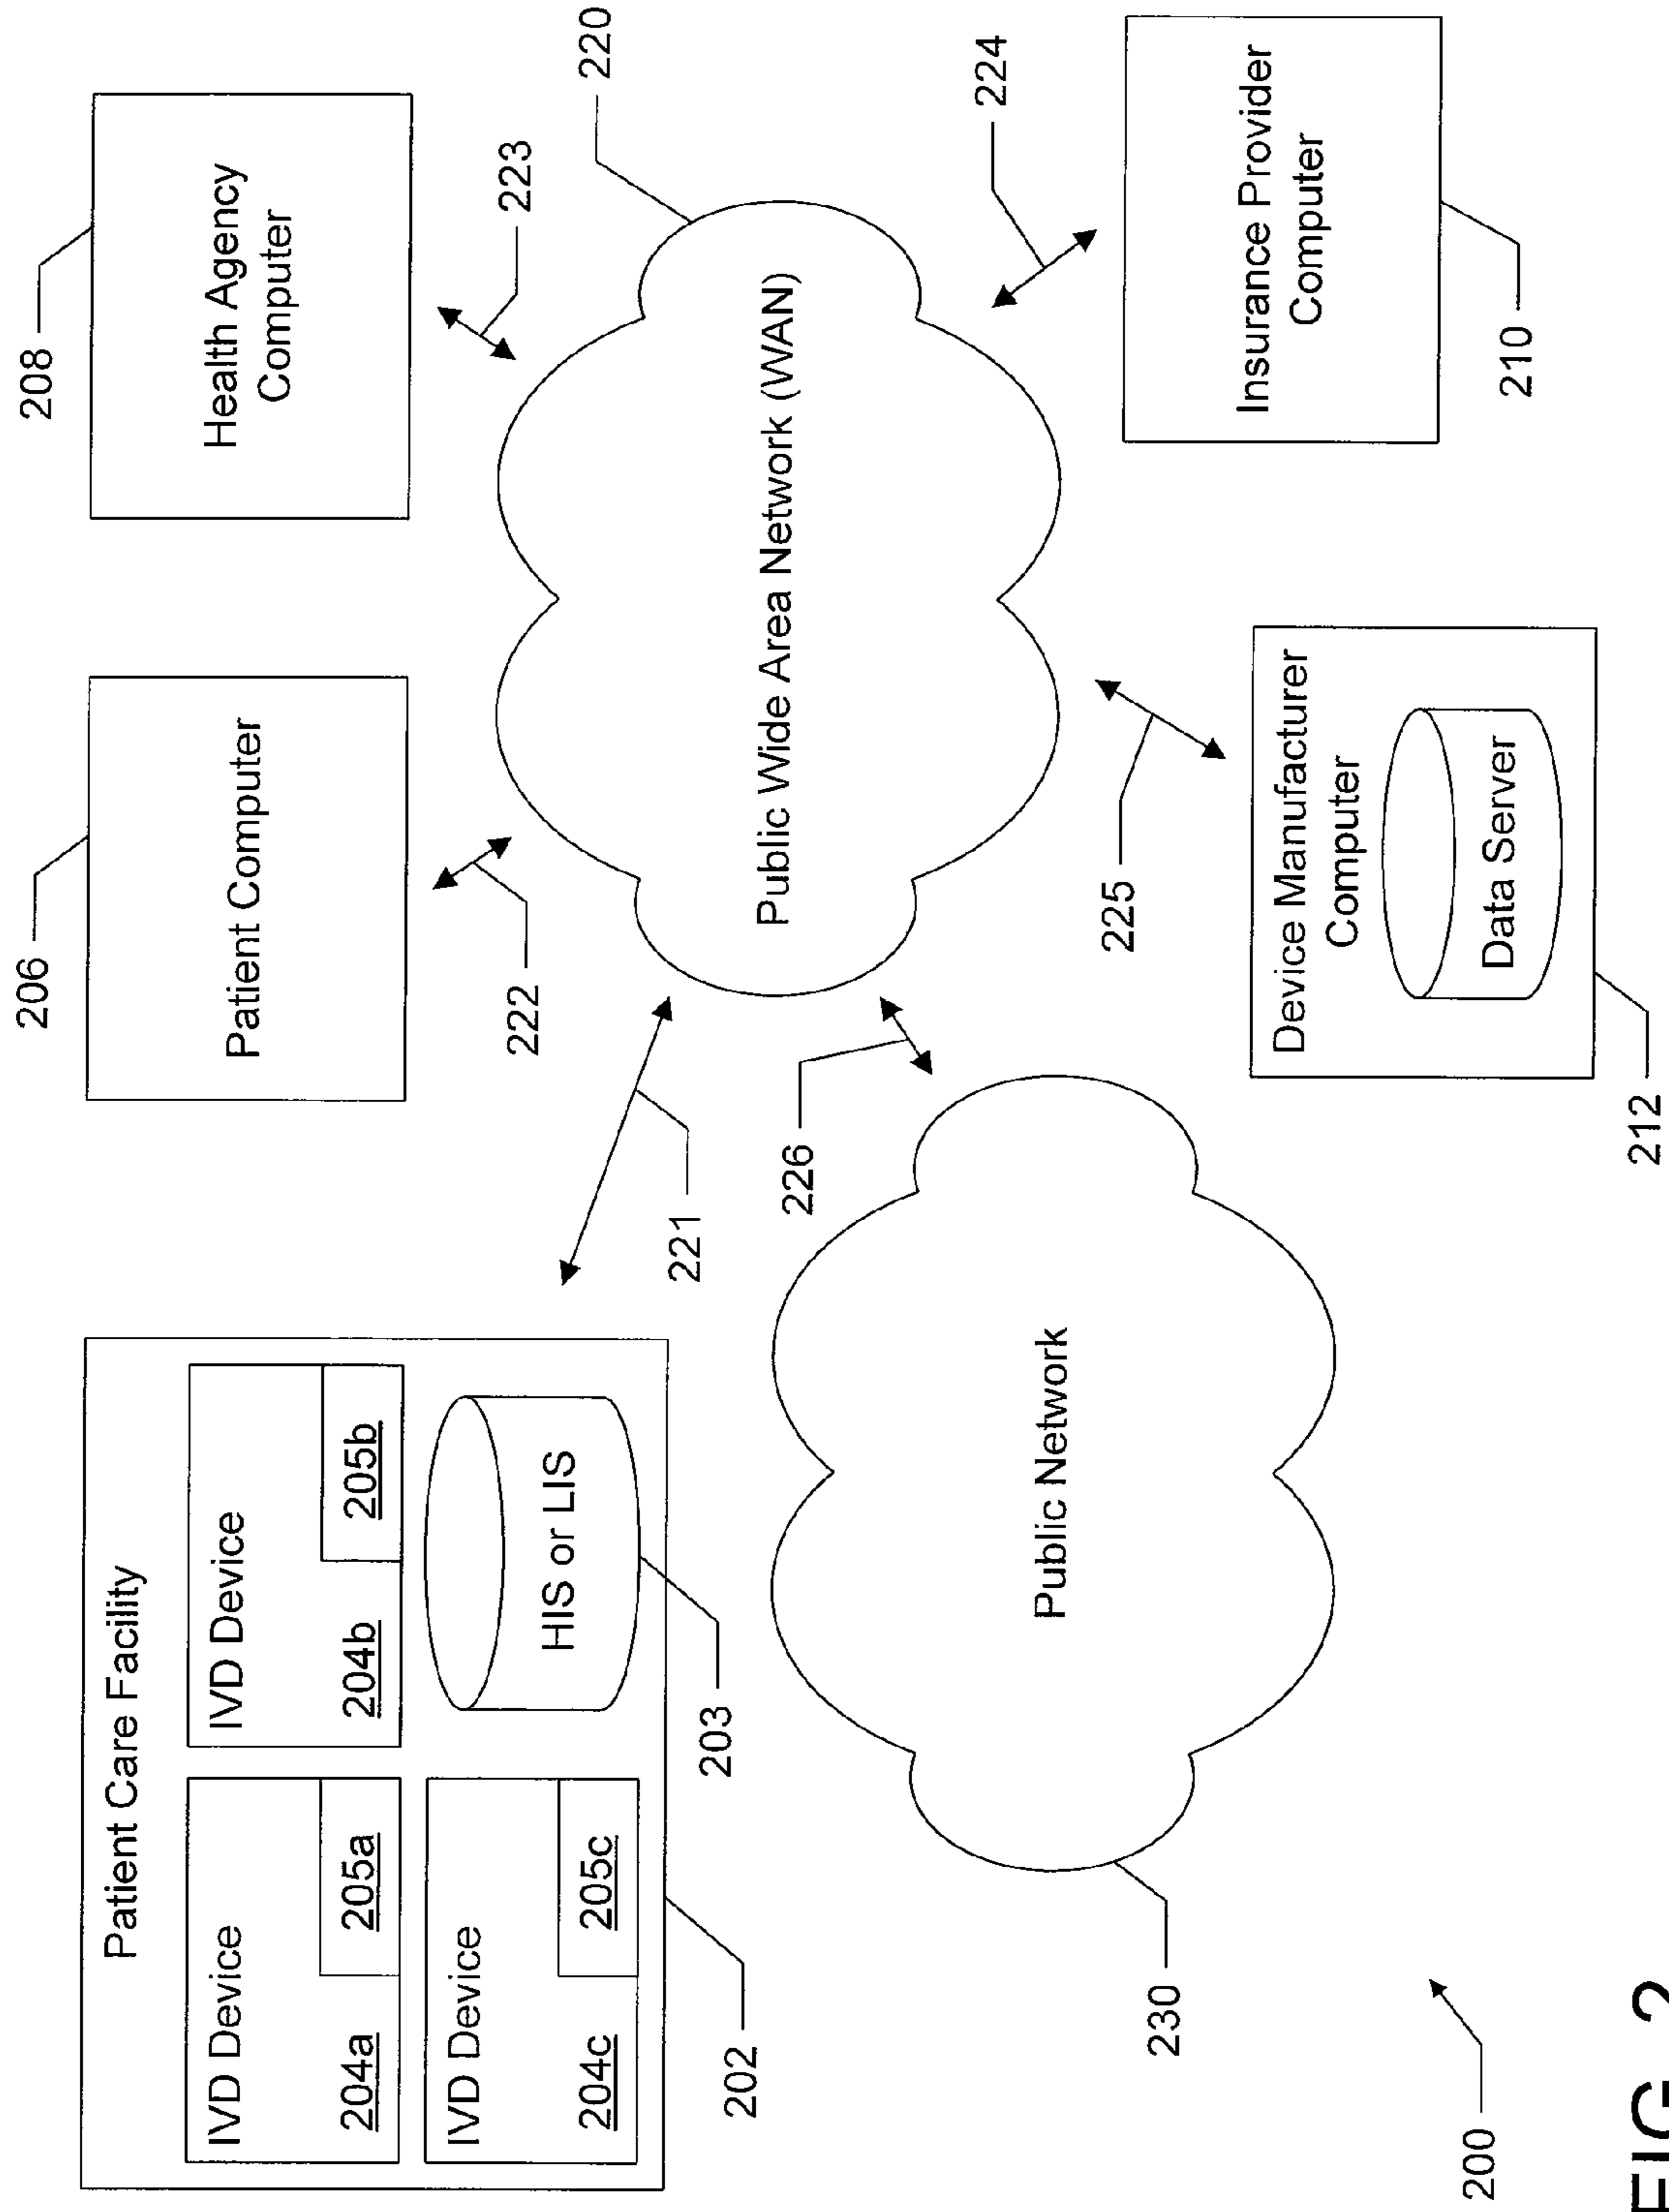 Patient Care Facility
IVD Device
204a
205a
IVD Device
204b
205b
IVD Device
204c
205c
HIS or LIS
203
202
206
Patient Computer
222
208
Health Agency
Computer
223
220
221
Public Wide Area Network (WAN)
226
224
225
Public Network
230
Device Manufacturer
Computer
Data Server
212
Insurance Provider
Computer
210
200
FIG. 2